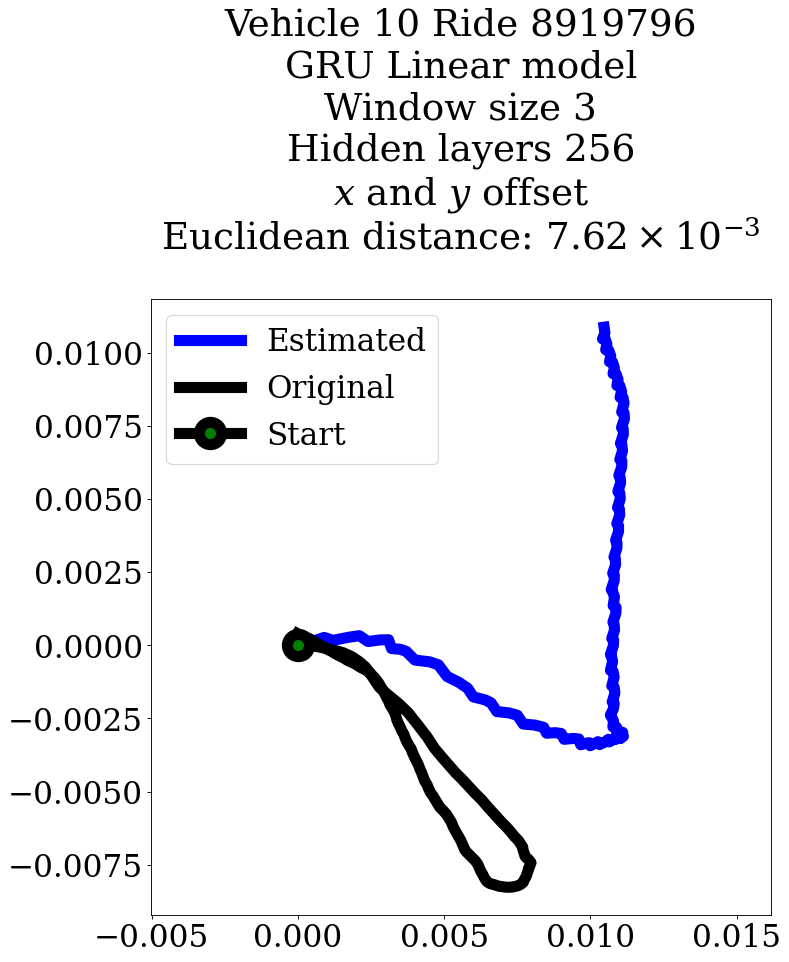 Vehicle 10 Ride 8919796
GRU Linear model
Window size 3
Hidden layers 256
x and y offset
Euclidean distance: 7.62 × 10⁻³
Estimated
Original
Start
0.0100
0.0075
0.0050
0.0025
0.0000
−0.0025
−0.0050
−0.0075
−0.005 0.000 0.005 0.010 0.015